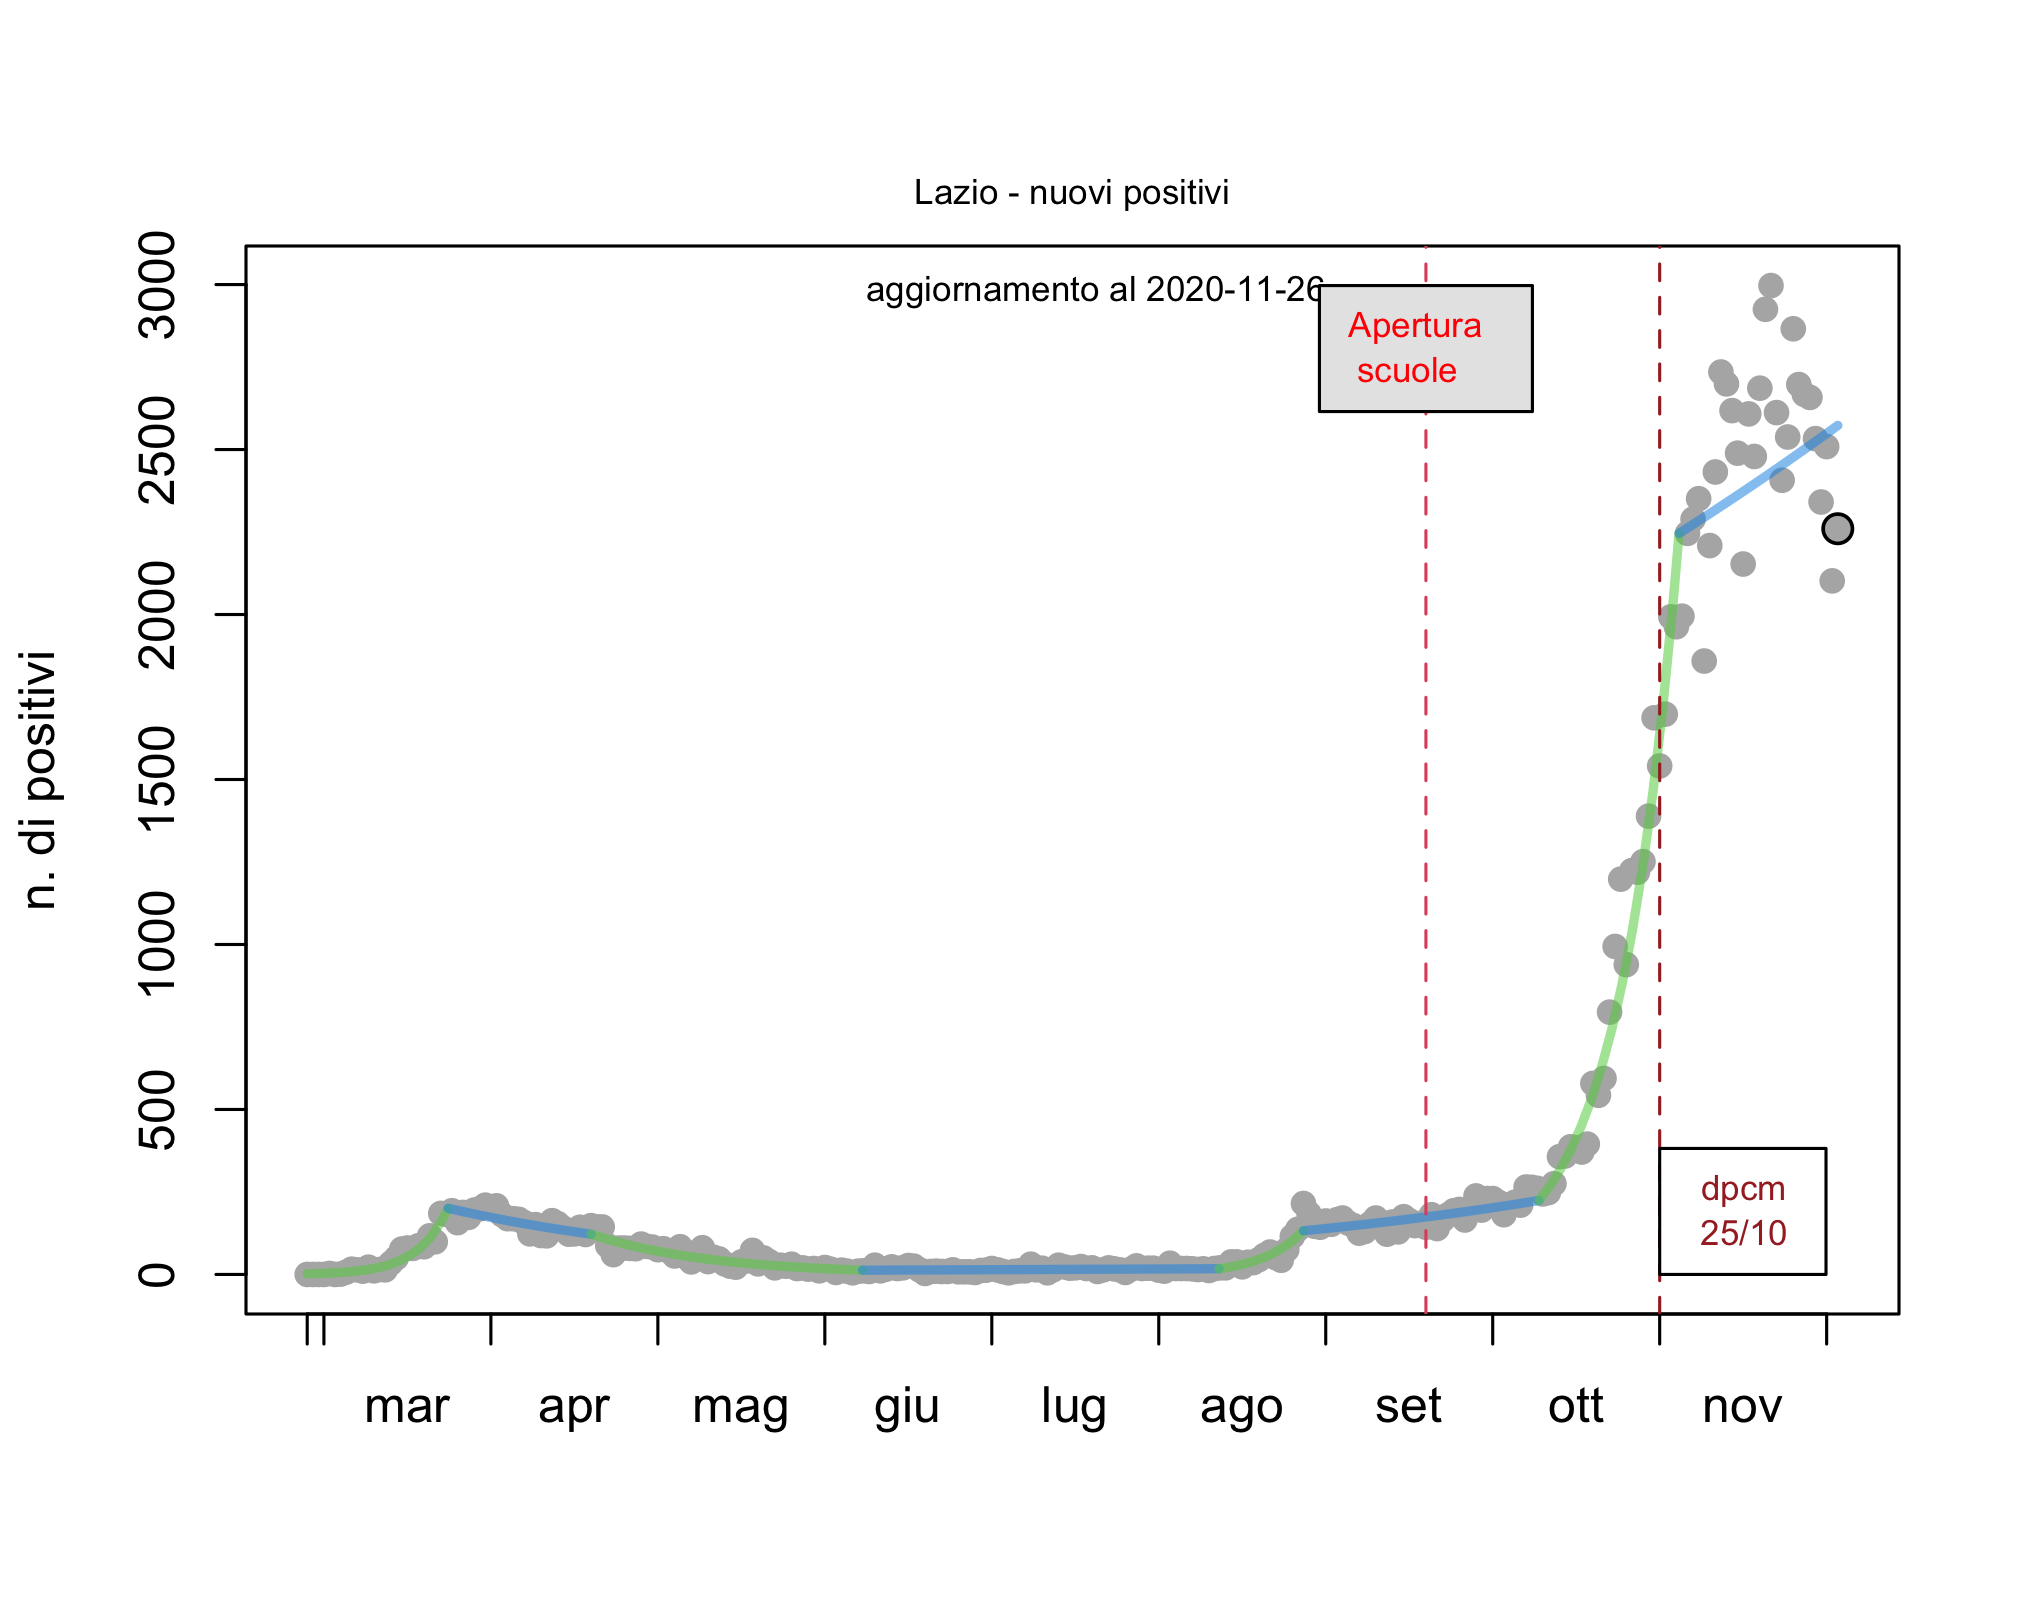 Lazio - nuovi positivi
aggiornamento al 2020-11-26
Apertura
scuole
3000
2500
2000
1500
1000
500
0
n. di positivi
dpcm
25/10
mar apr mag giu lug ago set ott nov